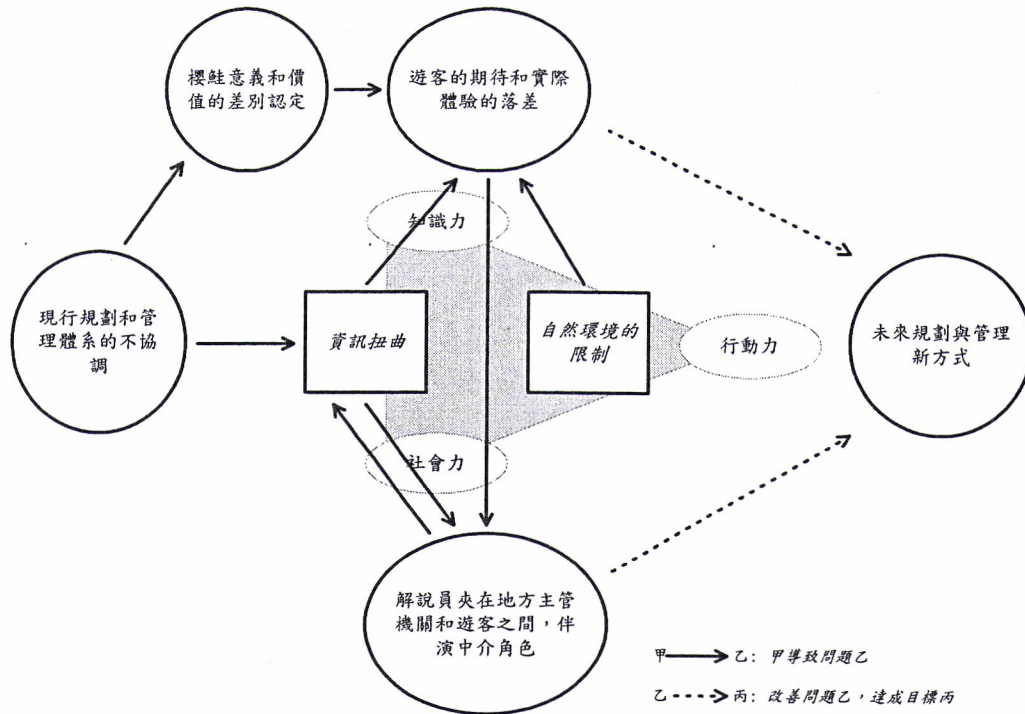 櫻鮭意義和價
值的差別認定
遊客的期待和實際
體驗的落差
知識力
現行規劃和管
理體系的不協
調
資訊扭曲
自然環境的
限制
行動力
未來規劃與管理
新方式
社會力
解說員夾在地方主管
機關和遊客之間，伴
演中介角色
甲 乙：甲導致問題乙
乙 丙：改善問題乙，達成目標丙